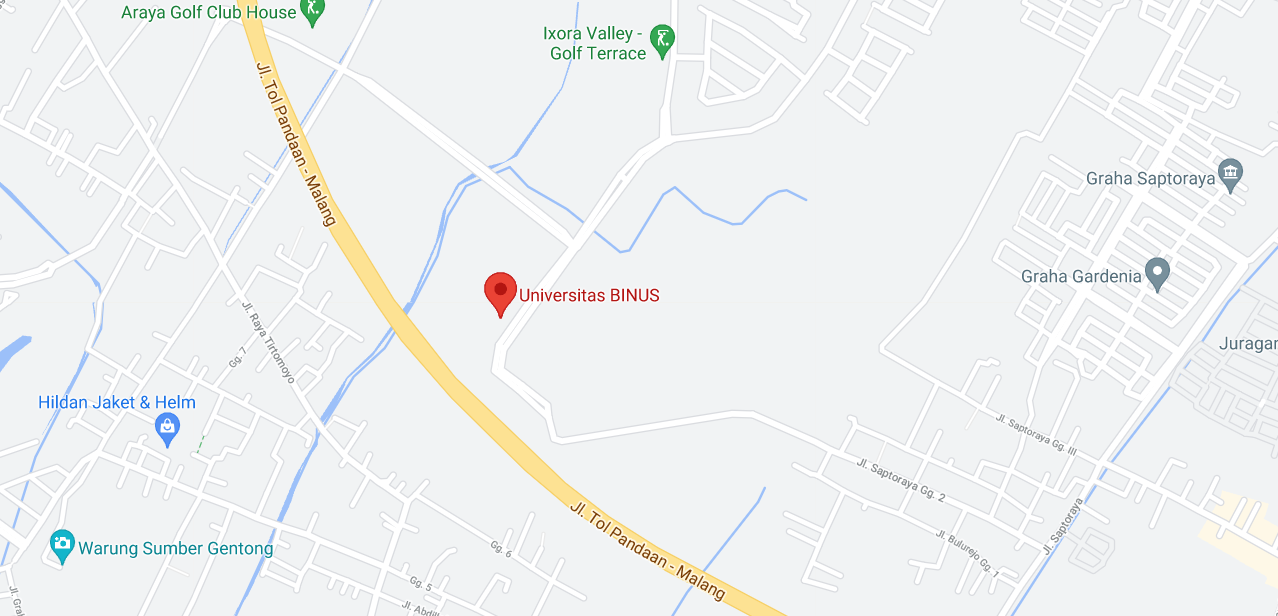 Araya Golf Club House
Ixora Valley -
Golf Terrace
Jl. Tol Pandaan - Malang
Graha Saptoraya
Graha Gardenia
Universitas BINUS
Jl. Raya Tirtomoyo
Gg. 7
Juragan
Hildan Jaket & Helm
Jl. Saptoraya Gg. III
Jl. Saptoraya Gg. 2
Jl. Tol Pandaan - Malang
Jl. Saptoraya
Jl. Bulurejo Gg. 1
Warung Sumber Gentong
Gg. 6
Gg. 5
Jl. Abdil
Jl. Gral